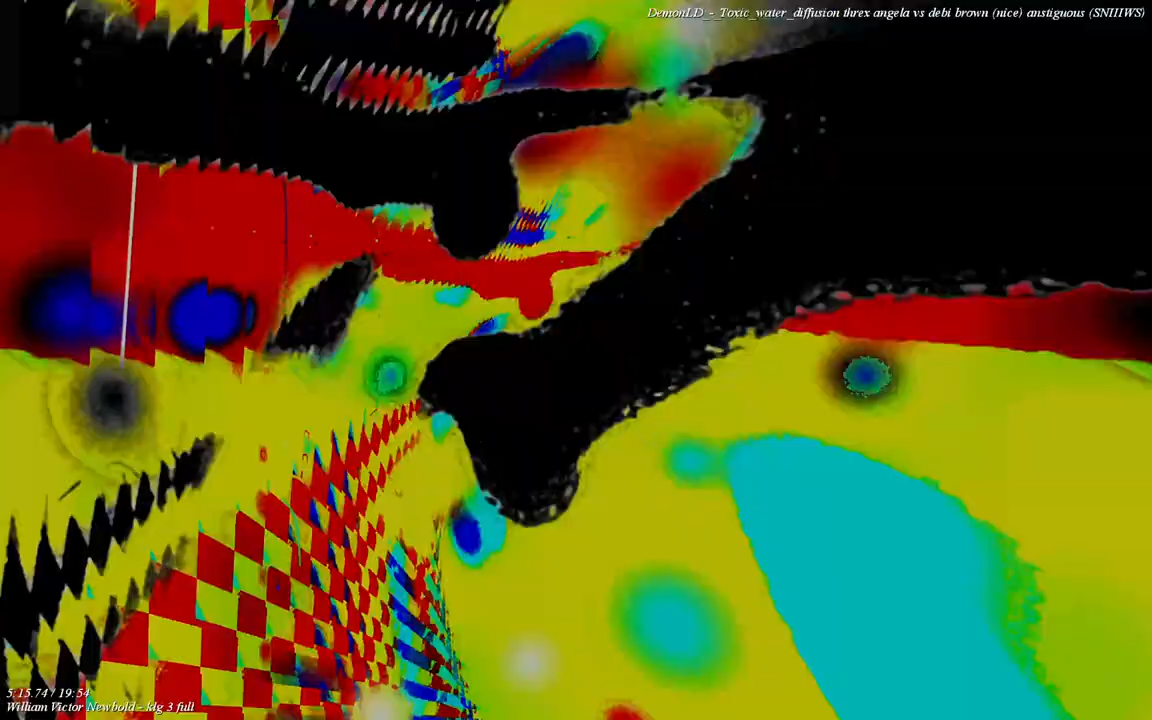 DemonLD_-_Toxic_water_diffusion threx angela vs debi brown (nice) anstiguous (SNIIIWS)
5:15.74 / 19:54
William Victor Newbold - klg 3 full